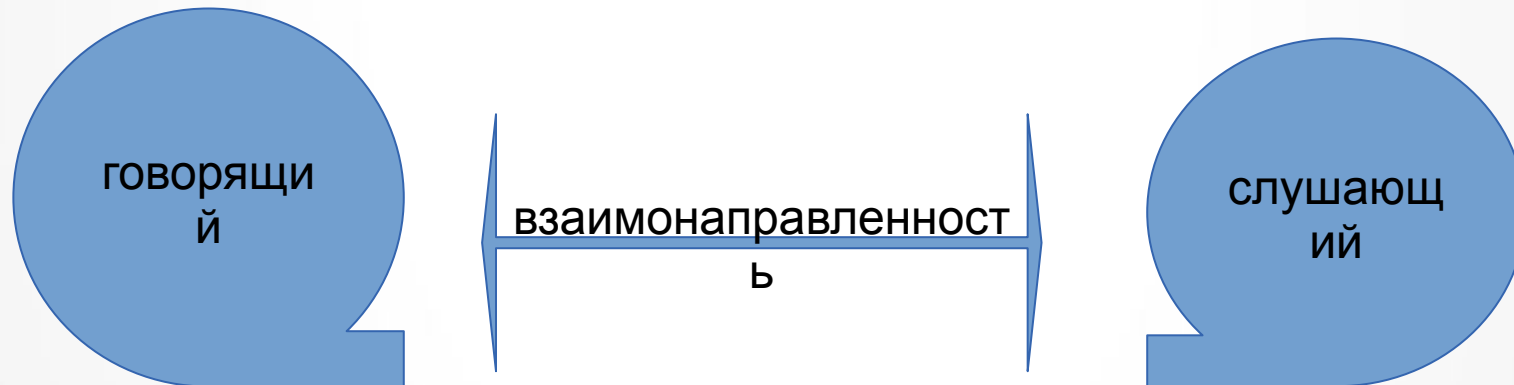 говорящи
й
взаимонаправленност
ь
слушающ
ий